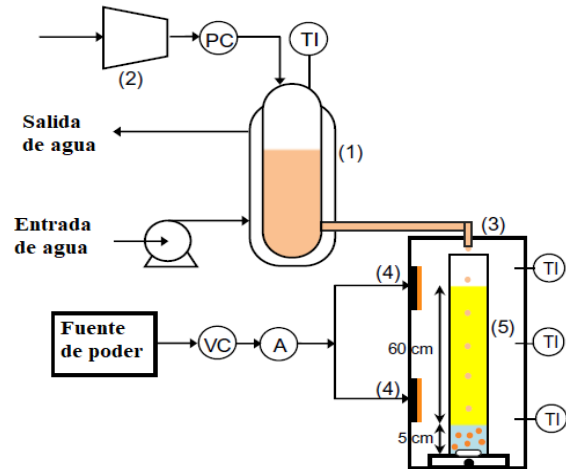 PC
TI
(2)
Salida
de agua
(1)
Entrada
de agua
(3)
(4)
TI
Fuente
de poder
VC
A
60 cm
(5)
TI
(4)
TI
5 cm